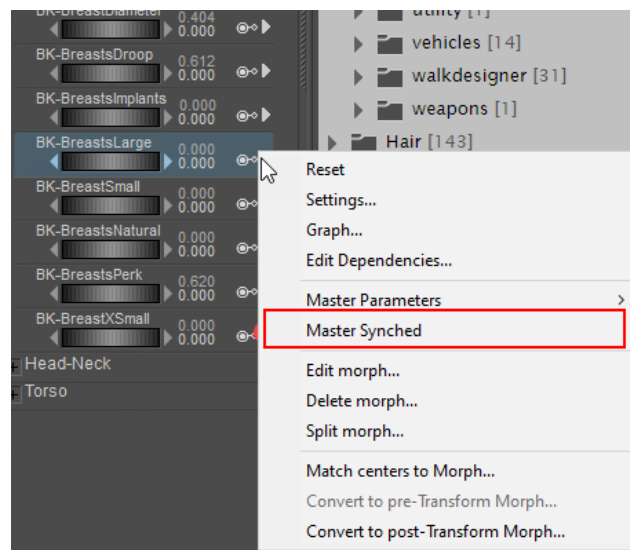 BK-BreastDiameter
0.404
0.000
BK-BreastsDroop
0.612
0.000
BK-BreastsImplants
0.000
0.000
BK-BreastsLarge
0.000
0.000
BK-BreastSmall
0.000
0.000
BK-BreastsNatural
0.000
0.000
BK-BreastsPerk
0.620
0.000
BK-BreastXSmall
0.000
0.000
Head-Neck
Torso
utility [1]
vehicles [14]
walkdesigner [31]
weapons [1]
Hair [143]
Reset
Settings...
Graph...
Edit Dependencies...
Master Parameters
Master Synched
Edit morph...
Delete morph...
Split morph...
Match centers to Morph...
Convert to pre-Transform Morph...
Convert to post-Transform Morph...